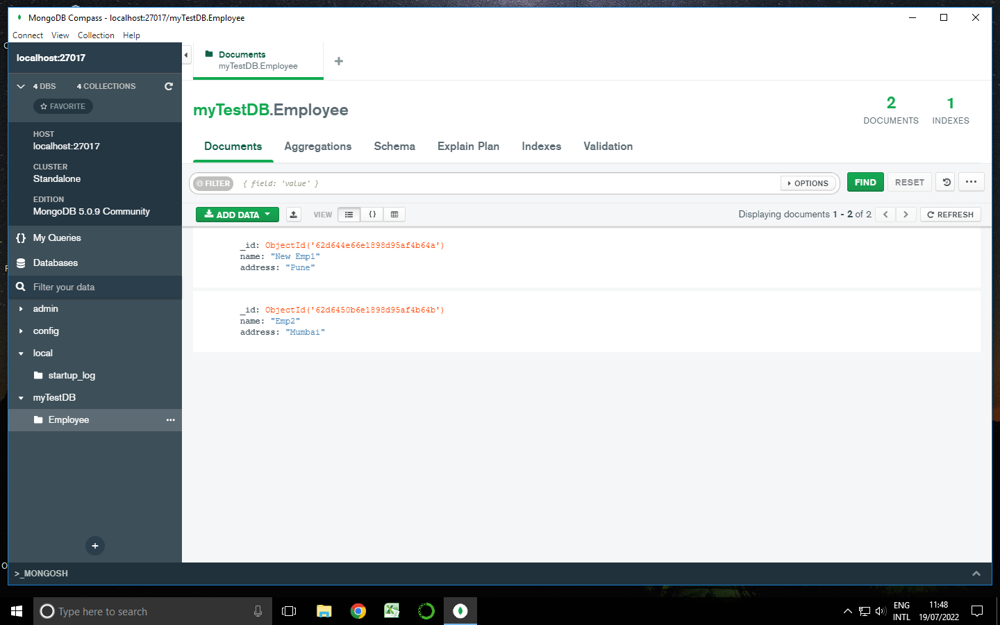 MongoDB Compass - localhost:27017/myTestDB.Employee
Connect View Collection Help
localhost:27017
4 DBS 4 COLLECTIONS
FAVORITE
HOST
localhost:27017
CLUSTER
Standalone
EDITION
MongoDB 5.0.9 Community
{} My Queries
Databases
Filter your data
admin
config
local
startup_log
myTestDB
Employee
Documents
myTestDB.Employee
myTestDB.Employee
2
DOCUMENTS
1
INDEXES
Documents Aggregations Schema Explain Plan Indexes Validation
FILTER { field: 'value' } OPTIONS FIND RESET
ADD DATA VIEW {} Displaying documents 1 - 2 of 2 REFRESH
_id: ObjectId('62d644e66e1898d95af4b64a')
name: "New Emp1"
address: "Pune"
_id: ObjectId('62d6450b6e1898d95af4b64b')
name: "Emp2"
address: "Mumbai"
>_MONGOSH
Type here to search
ENG
INTL
11:48
19/07/2022